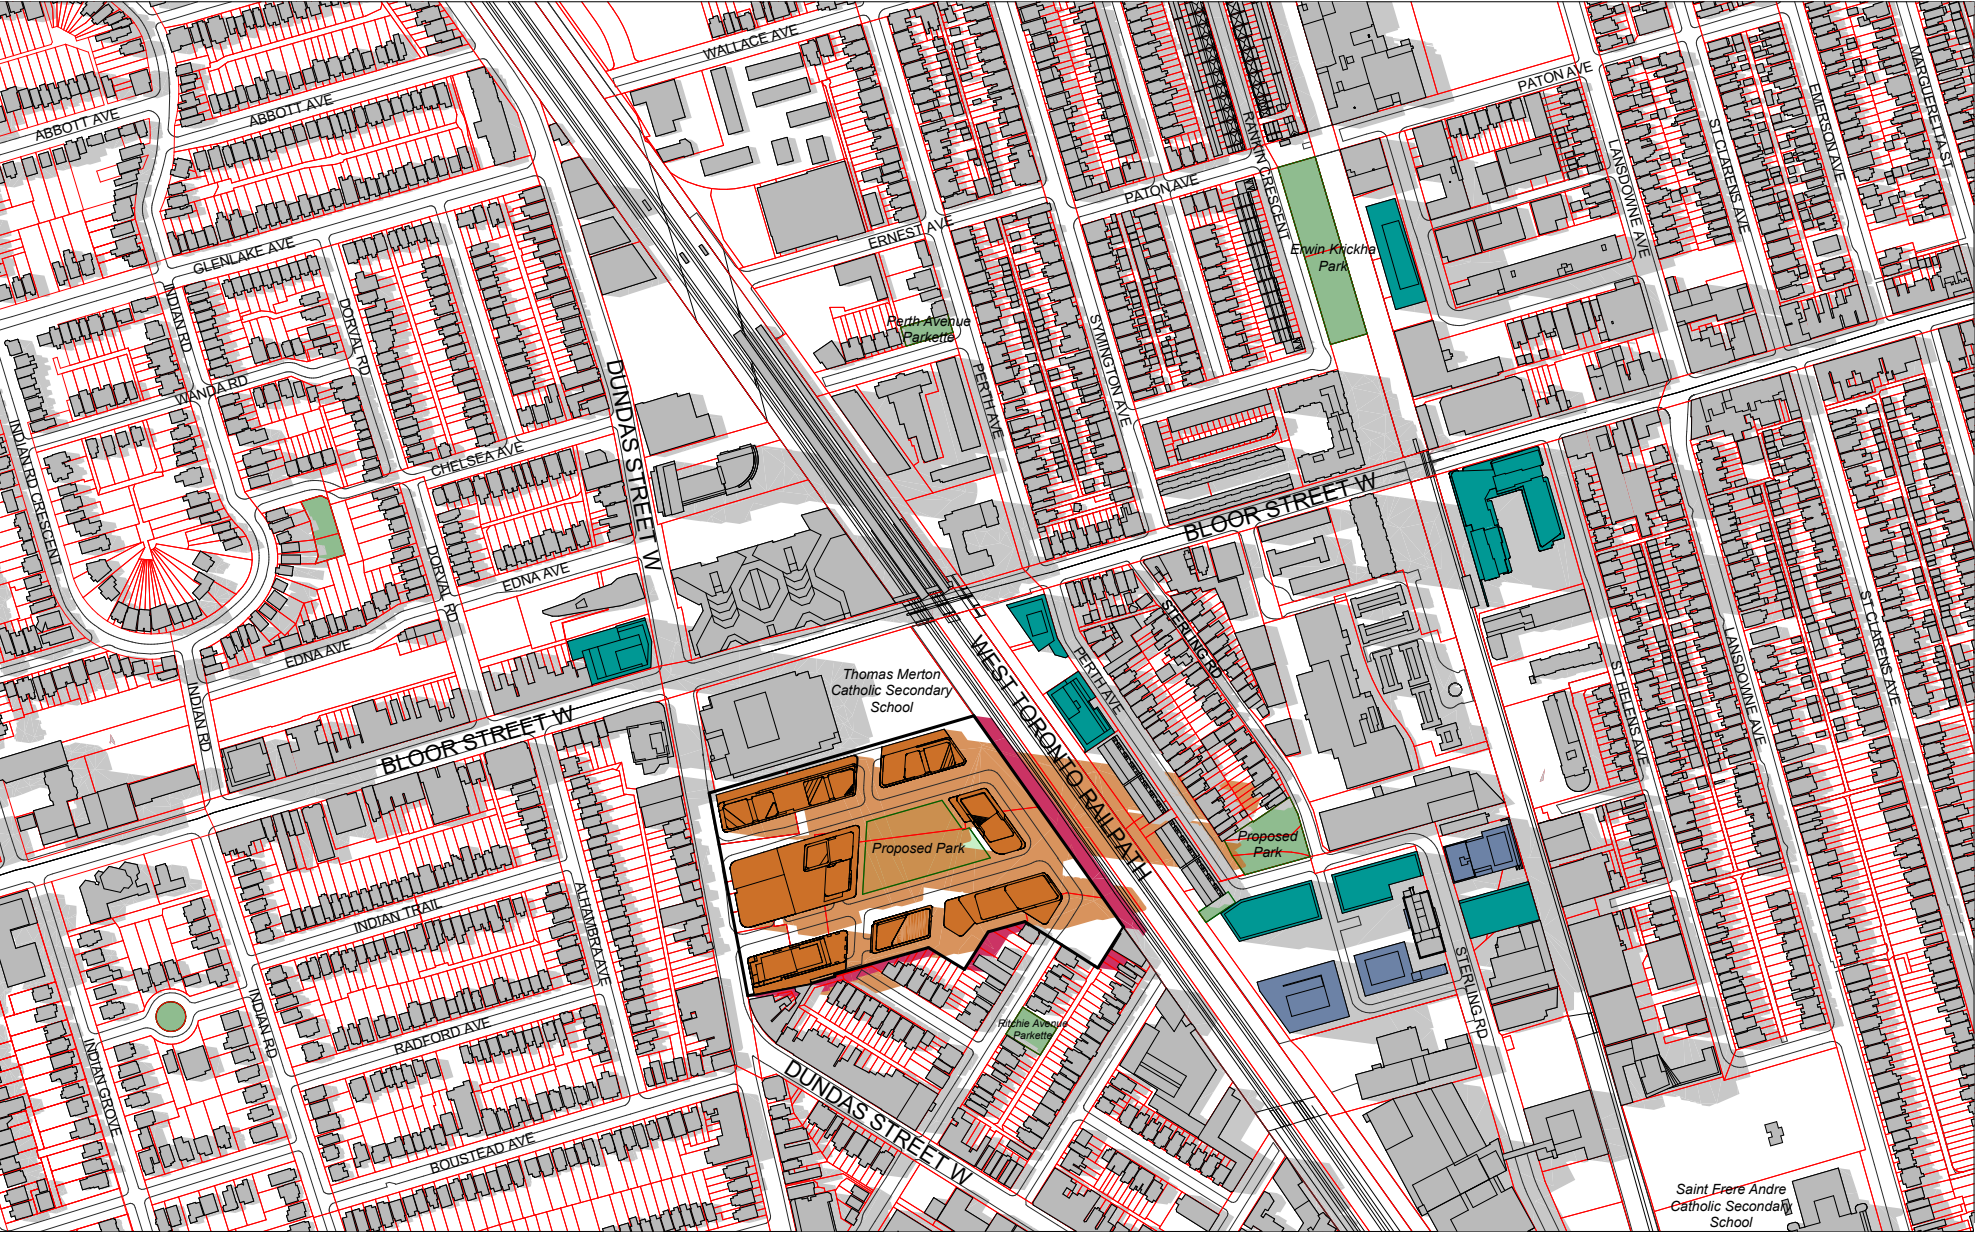 WALLACE AVE
ABBOTT AVE
ABBOTT AVE
PATON AVE
MARGUERETTA ST
EMERSON AVE
ST CLARENS AVE
LANSDOWNE AVE
RANKIN CRESCENT
PATON AVE
ERNEST AVE
GLENLAKE AVE
Erwin Krickha
Park
INDIAN RD
DORVAL RD
Perth Avenue
Parkette
SYMINGTON AVE
PERTH AVE
WANDA RD
DUNDAS STREET W
INDIAN RD CRESCENT
CHELSEA AVE
BLOOR STREET W
DORVAL RD
EDNA AVE
EDNA AVE
STERLING RD
PERTH AVE
WEST TORONTO RAILPATH
ST CLARENS AVE
LANSDOWNE AVE
ST HELENS AVE
Thomas Merton
Catholic Secondary
School
INDIAN RD
BLOOR STREET W
Proposed Park
Proposed
Park
ALHAMBRA AVE
INDIAN TRAIL
STERLING RD
INDIAN RD
RADFORD AVE
Ritchie Avenue
Parkette
INDIAN GROVE
DUNDAS STREET W
BOUSTEAD AVE
Saint Frere Andre
Catholic Secondary
School